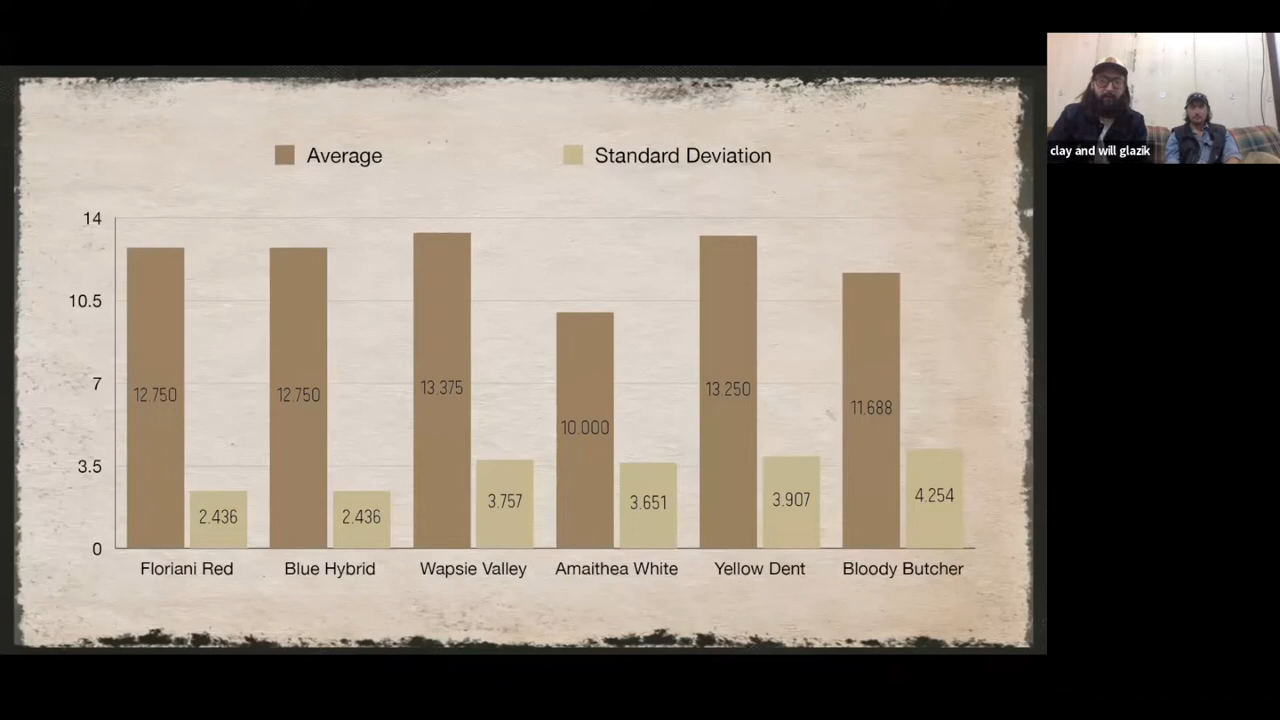 Average Standard Deviation
14
10.5
7
3.5
0
12.750 2.436 12.750 2.436 13.375 3.757 10.000 3.651 13.250 3.907 11.688 4.254
Floriani Red Blue Hybrid Wapsie Valley Amaithea White Yellow Dent Bloody Butcher
clay and will glazik